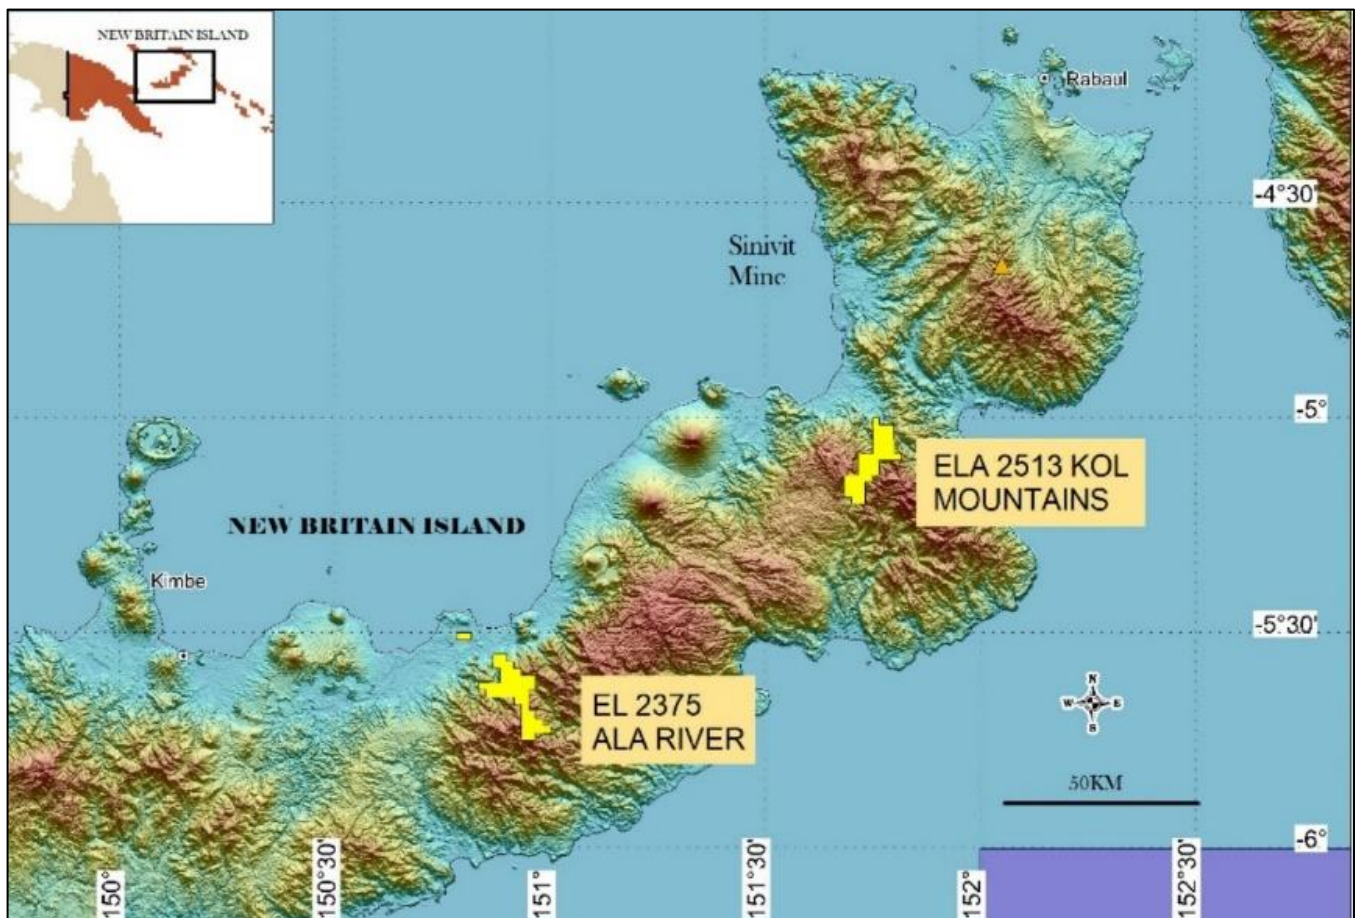 NEW BRITAIN ISLAND
Rabaul
-4°30'
Sinivit
Mine
-5°
ELA 2513 KOL
MOUNTAINS
NEW BRITAIN ISLAND
Kimbe
-5°30'
EL 2375
ALA RIVER
N
W E
S
50KM
-6°
150°
150°30'
151°
151°30'
152°
152°30'